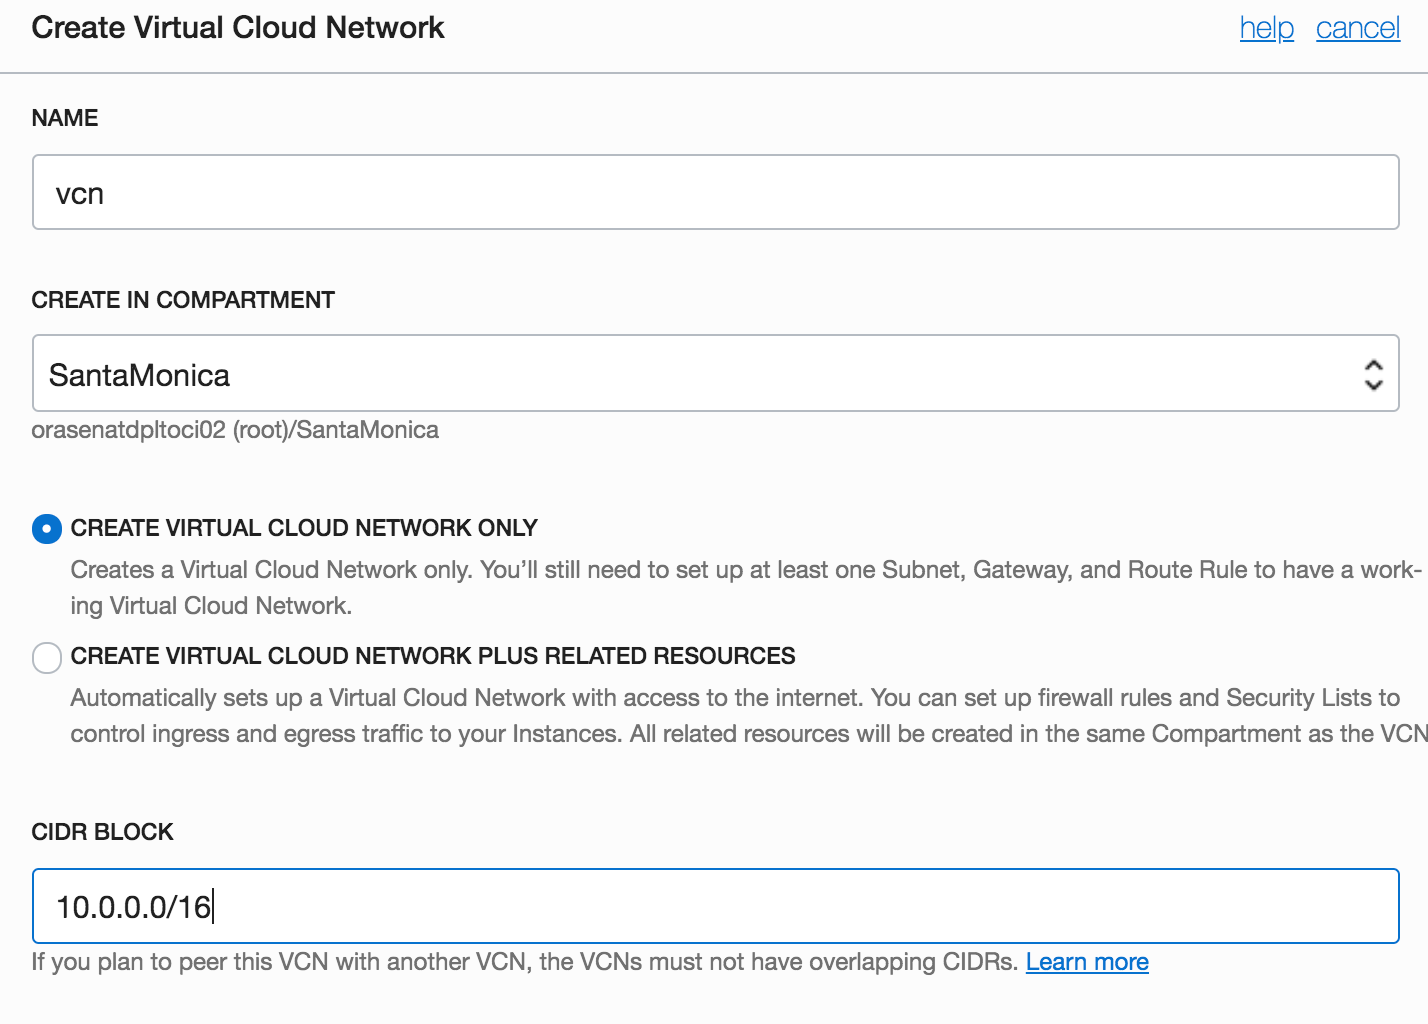 Create Virtual Cloud Network
help cancel
NAME
vcn
CREATE IN COMPARTMENT
SantaMonica
orasenatdpltoci02 (root)/SantaMonica
CREATE VIRTUAL CLOUD NETWORK ONLY
Creates a Virtual Cloud Network only. You’ll still need to set up at least one Subnet, Gateway, and Route Rule to have a work-
ing Virtual Cloud Network.
CREATE VIRTUAL CLOUD NETWORK PLUS RELATED RESOURCES
Automatically sets up a Virtual Cloud Network with access to the internet. You can set up firewall rules and Security Lists to
control ingress and egress traffic to your Instances. All related resources will be created in the same Compartment as the VCN
CIDR BLOCK
10.0.0.0/16
If you plan to peer this VCN with another VCN, the VCNs must not have overlapping CIDRs. Learn more